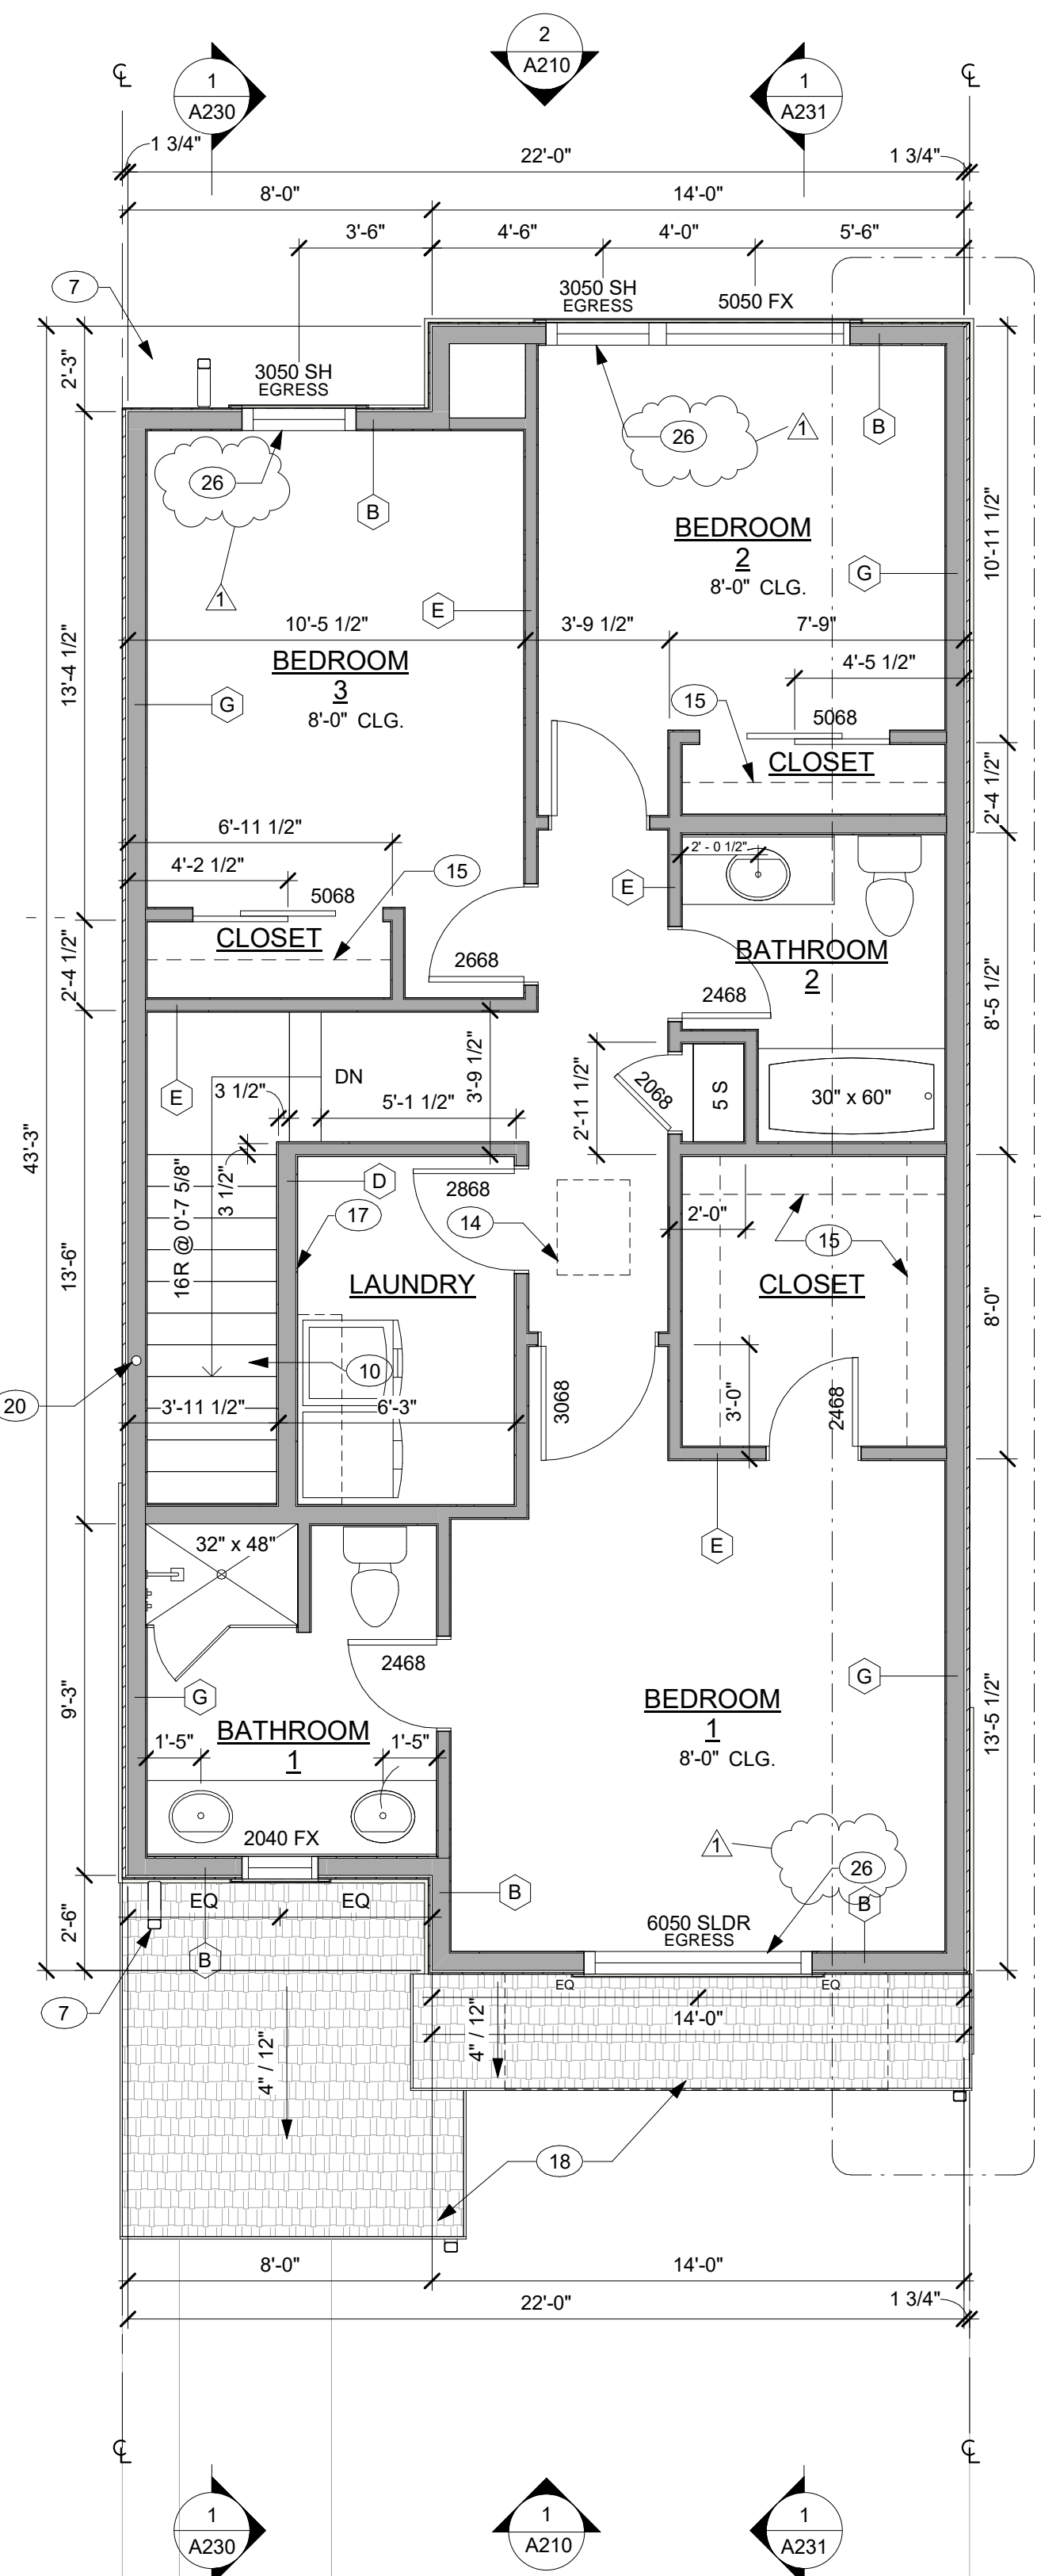 2
A210
1
A230
1
A231
℄
℄
1 3/4"
22'-0"
1 3/4"
8'-0"
14'-0"
3'-6"
4'-6"
4'-0"
5'-6"
7
3050 SH
EGRESS
5050 FX
3050 SH
EGRESS
2'-3"
B
26
1
26
B
1
BEDROOM
2
8'-0" CLG.
10'-11 1/2"
G
E
10'-5 1/2"
3'-9 1/2"
7'-9"
BEDROOM
3
8'-0" CLG.
13'-4 1/2"
G
4'-5 1/2"
15
5068
CLOSET
2'-4 1/2"
6'-11 1/2"
4'-2 1/2"
15
5068
CLOSET
2'-4 1/2"
2' - 0 1/2"
E
BATHROOM
2
2668
2468
8'-5 1/2"
43'-3"
E
DN
3 1/2"
5'-1 1/2"
3'-9 1/2"
2'-11 1/2"
2068
5 S
30" x 60"
3 1/2"
16R @ 0'-7 5/8"
D
17
2868
14
2'-0"
15
LAUNDRY
CLOSET
13'-6"
8'-0"
10
20
3'-11 1/2"
6'-3"
3068
3'-0"
2468
32" x 48"
E
2468
G
G
9'-3"
BATHROOM
1
BEDROOM
1
8'-0" CLG.
13'-5 1/2"
1'-5"
1'-5"
2040 FX
1
26
B
B
6050 SLDR
EGRESS
2'-6"
EQ
EQ
B
7
EQ
EQ
14'-0"
4" / 12"
4" / 12"
18
8'-0"
14'-0"
22'-0"
1 3/4"
℄
℄
1
A230
1
A210
1
A231